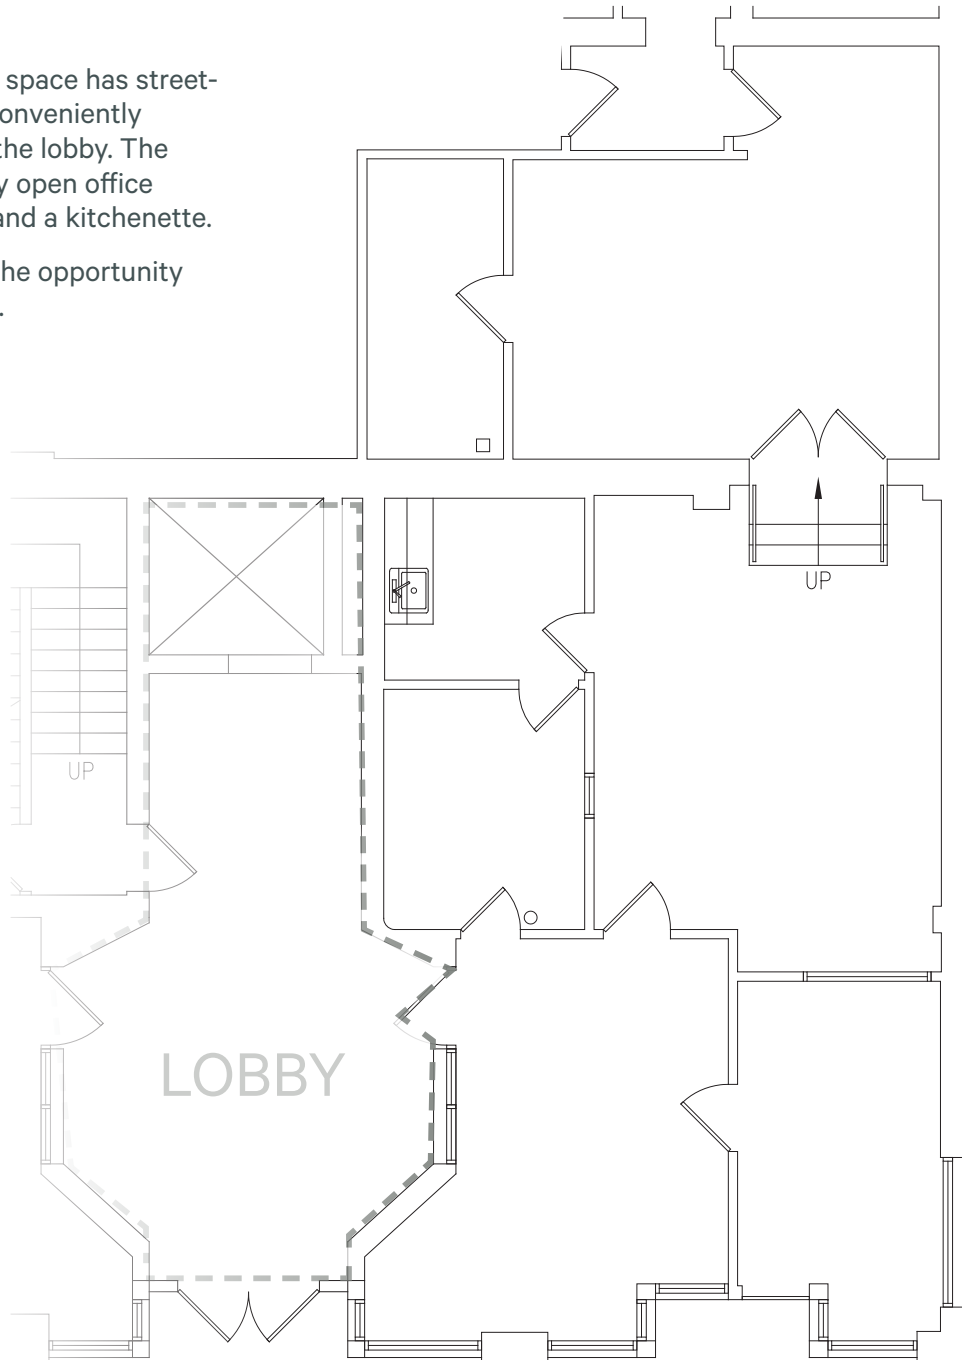 space has street-
onveniently
the lobby. The
y open office
and a kitchenette.
he opportunity
.
UP
UP
LOBBY